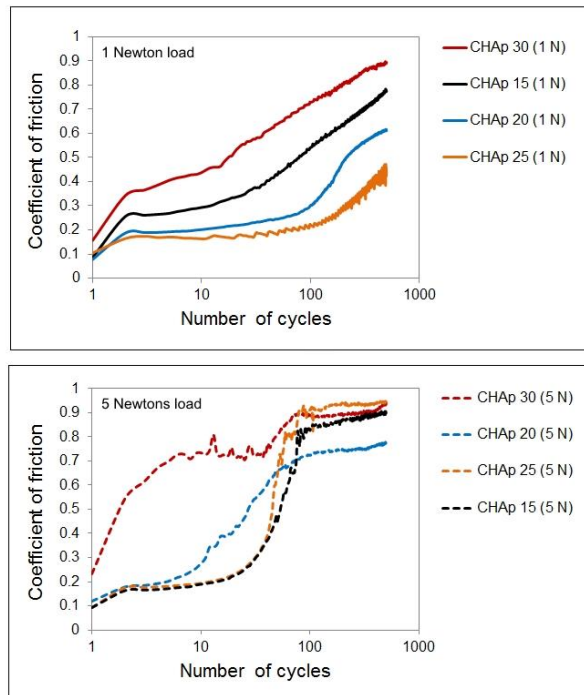 1 Newton load
Coefficient of friction
1
0.9
0.8
0.7
0.6
0.5
0.4
0.3
0.2
0.1
0
1
10
100
1000
Number of cycles
CHAp 30 (1 N)
CHAp 15 (1 N)
CHAp 20 (1 N)
CHAp 25 (1 N)
5 Newtons load
Coefficient of friction
1
0.9
0.8
0.7
0.6
0.5
0.4
0.3
0.2
0.1
0
1
10
100
1000
Number of cycles
CHAp 30 (5 N)
CHAp 20 (5 N)
CHAp 25 (5 N)
CHAp 15 (5 N)